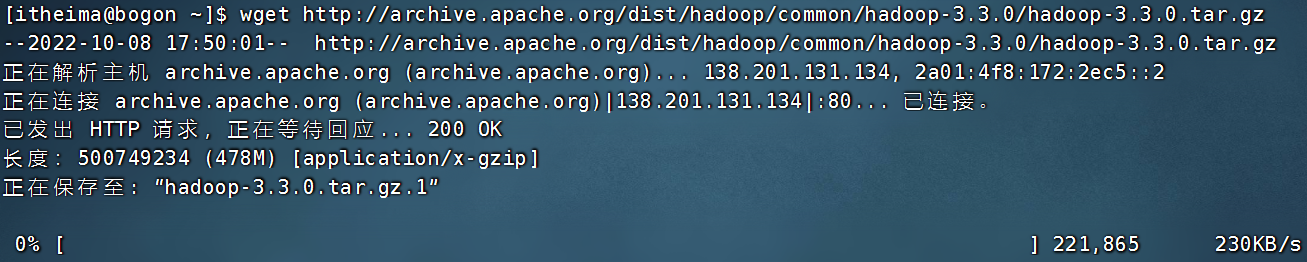 [itheima@bogon ~]$ wget http://archive.apache.org/dist/hadoop/common/hadoop-3.3.0/hadoop-3.3.0.tar.gz
--2022-10-08 17:50:01--  http://archive.apache.org/dist/hadoop/common/hadoop-3.3.0/hadoop-3.3.0.tar.gz
正在解析主机 archive.apache.org (archive.apache.org)... 138.201.131.134, 2a01:4f8:172:2ec5::2
正在连接 archive.apache.org (archive.apache.org)|138.201.131.134|:80... 已连接。
已发出 HTTP 请求，正在等待回应... 200 OK
长度：500749234 (478M) [application/x-gzip]
正在保存至: “hadoop-3.3.0.tar.gz.1”
0% [ ] 221,865 230KB/s